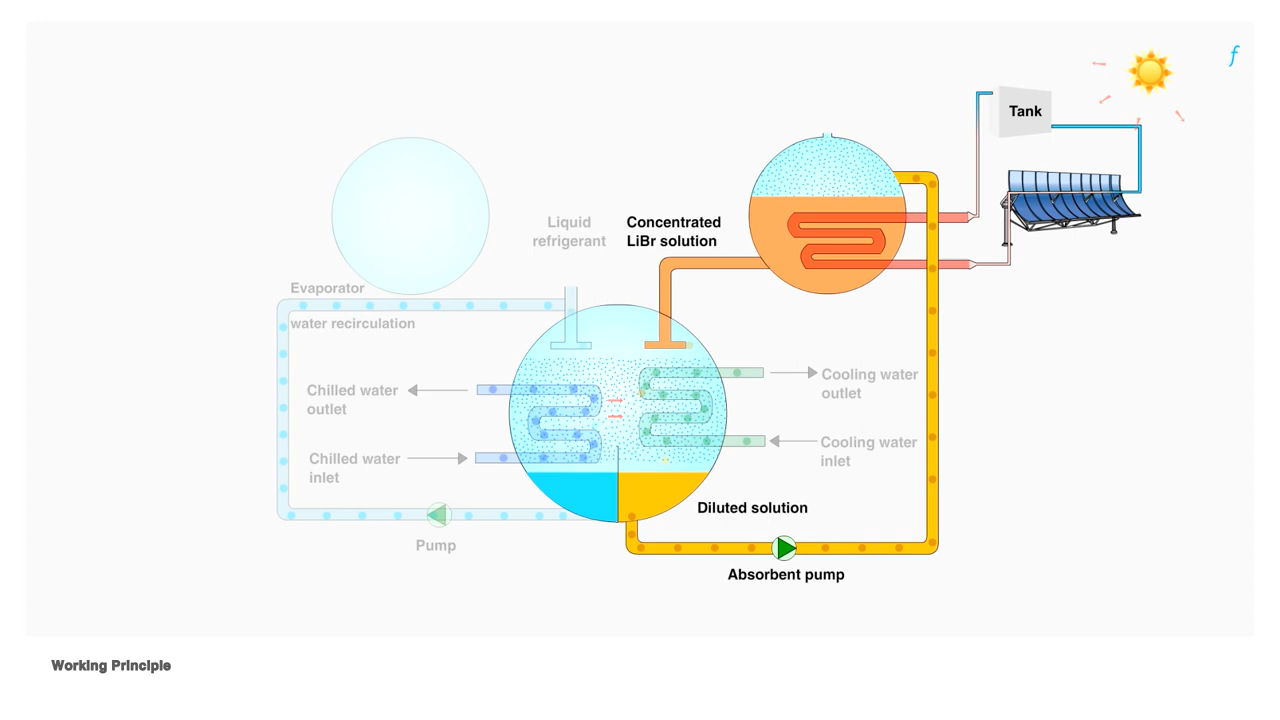 f
Tank
Liquid
refrigerant
Concentrated
LiBr solution
Evaporator
water recirculation
Chilled water
outlet
Cooling water
outlet
Chilled water
inlet
Cooling water
inlet
Diluted solution
Pump
Absorbent pump
Working Principle